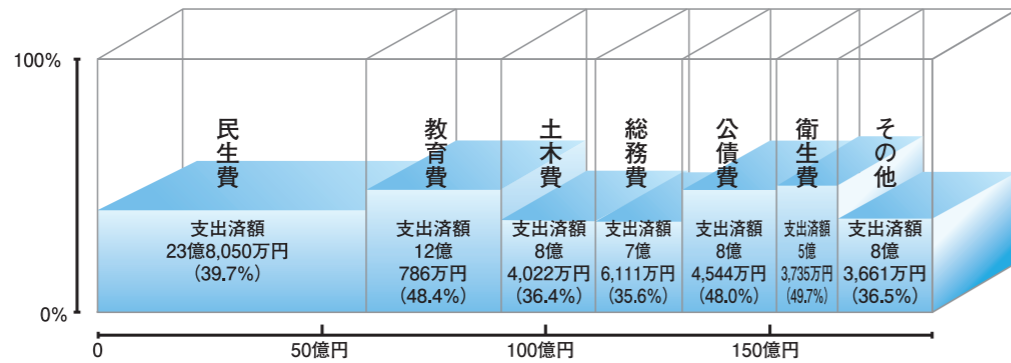 100%
0%
民生費
支出済額
23億8,050万円
(39.7%)
教育費
支出済額
12億
786万円
(48.4%)
土木費
支出済額
8億
4,022万円
(36.4%)
総務費
支出済額
7億
6,111万円
(35.6%)
公債費
支出済額
8億
4,544万円
(48.0%)
衛生費
支出済額
5億
3,735万円
(49.7%)
その他
支出済額
8億
3,661万円
(36.5%)
0
50億円
100億円
150億円